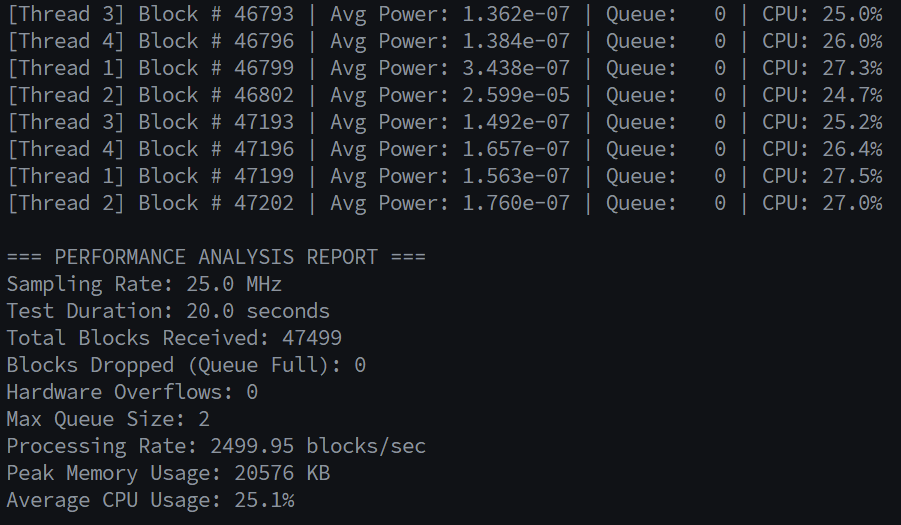 [Thread 3] Block # 46793 | Avg Power: 1.362e-07 | Queue:   0 | CPU: 25.0%
[Thread 4] Block # 46796 | Avg Power: 1.384e-07 | Queue:   0 | CPU: 26.0%
[Thread 1] Block # 46799 | Avg Power: 3.438e-07 | Queue:   0 | CPU: 27.3%
[Thread 2] Block # 46802 | Avg Power: 2.599e-05 | Queue:   0 | CPU: 24.7%
[Thread 3] Block # 47193 | Avg Power: 1.492e-07 | Queue:   0 | CPU: 25.2%
[Thread 4] Block # 47196 | Avg Power: 1.657e-07 | Queue:   0 | CPU: 26.4%
[Thread 1] Block # 47199 | Avg Power: 1.563e-07 | Queue:   0 | CPU: 27.5%
[Thread 2] Block # 47202 | Avg Power: 1.760e-07 | Queue:   0 | CPU: 27.0%

=== PERFORMANCE ANALYSIS REPORT ===
Sampling Rate: 25.0 MHz
Test Duration: 20.0 seconds
Total Blocks Received: 47499
Blocks Dropped (Queue Full): 0
Hardware Overflows: 0
Max Queue Size: 2
Processing Rate: 2499.95 blocks/sec
Peak Memory Usage: 20576 KB
Average CPU Usage: 25.1%